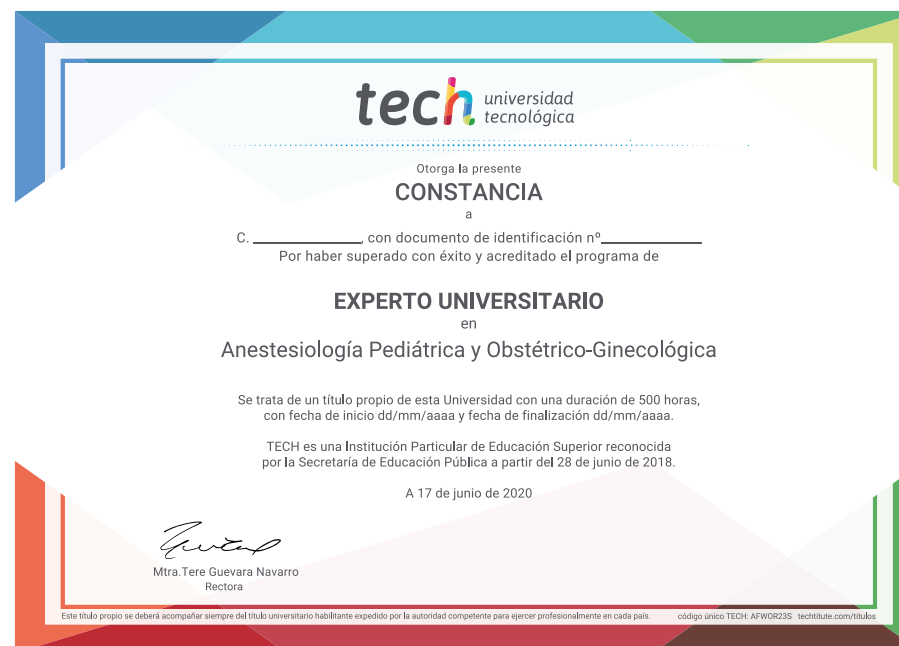 tech universidad
tecnológica
Otorga la presente
CONSTANCIA
a
C. ______________, con documento de identificación nº_____________
Por haber superado con éxito y acreditado el programa de
EXPERTO UNIVERSITARIO
en
Anestesiología Pediátrica y Obstétrico-Ginecológica
Se trata de un título propio de esta Universidad con una duración de 500 horas,
con fecha de inicio dd/mm/aaaa y fecha de finalización dd/mm/aaaa.
TECH es una Institución Particular de Educación Superior reconocida
por la Secretaría de Educación Pública a partir del 28 de junio de 2018.
A 17 de junio de 2020
Mtra.Tere Guevara Navarro
Rectora
Este título propio se deberá acompañar siempre del título universitario habilitante expedido por la autoridad competente para ejercer profesionalmente en cada país. código único TECH: AFWOR23S techtitute.com/titulos